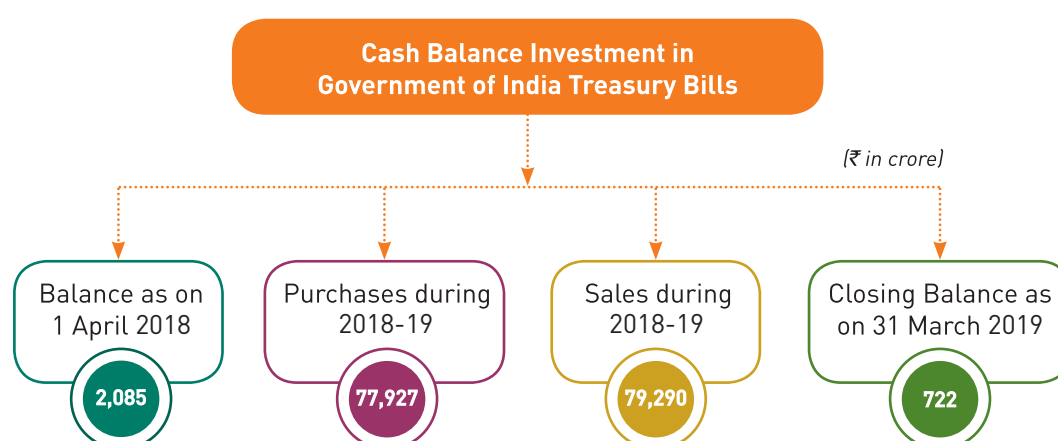 Cash Balance Investment in
Government of India Treasury Bills
(₹ in crore)
Balance as on
1 April 2018
2,085
Purchases during
2018-19
77,927
Sales during
2018-19
79,290
Closing Balance as
on 31 March 2019
722